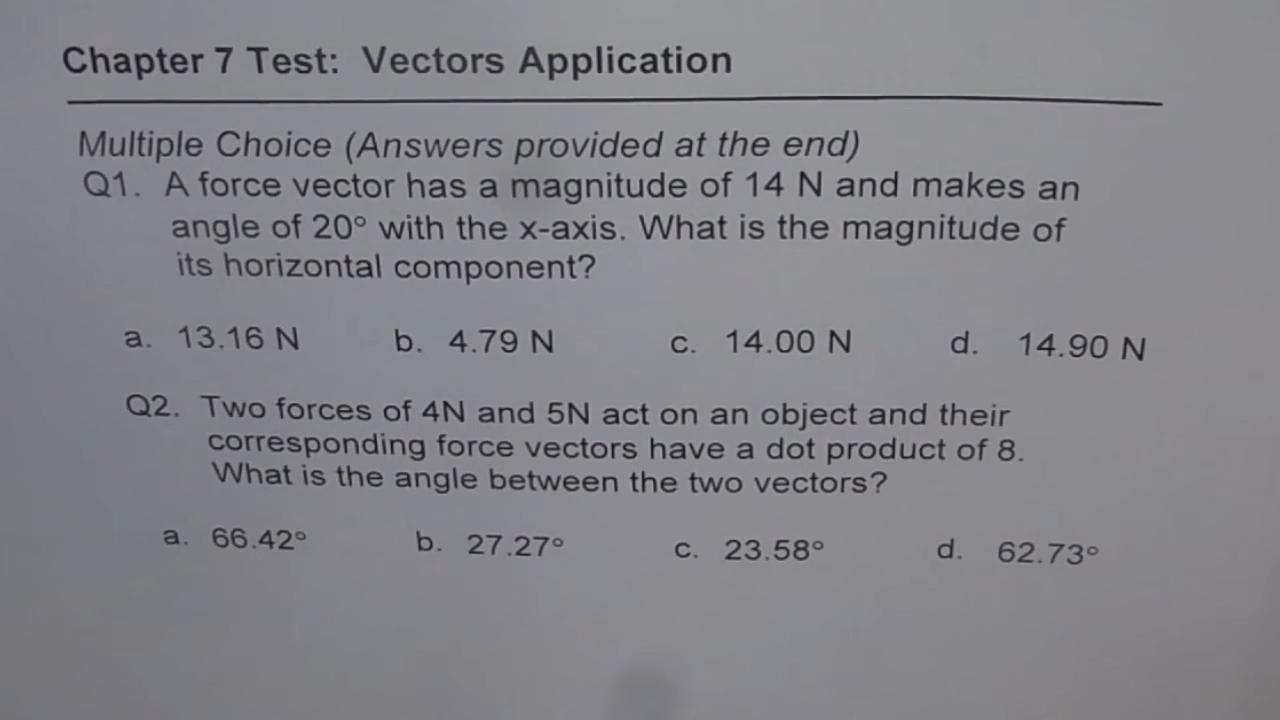 Chapter 7 Test: Vectors Application
Multiple Choice (Answers provided at the end)
Q1. A force vector has a magnitude of 14 N and makes an
angle of 20° with the x-axis. What is the magnitude of
its horizontal component?
a. 13.16 N b. 4.79 N c. 14.00 N d. 14.90 N
Q2. Two forces of 4N and 5N act on an object and their
corresponding force vectors have a dot product of 8.
What is the angle between the two vectors?
a. 66.42° b. 27.27° c. 23.58° d. 62.73°